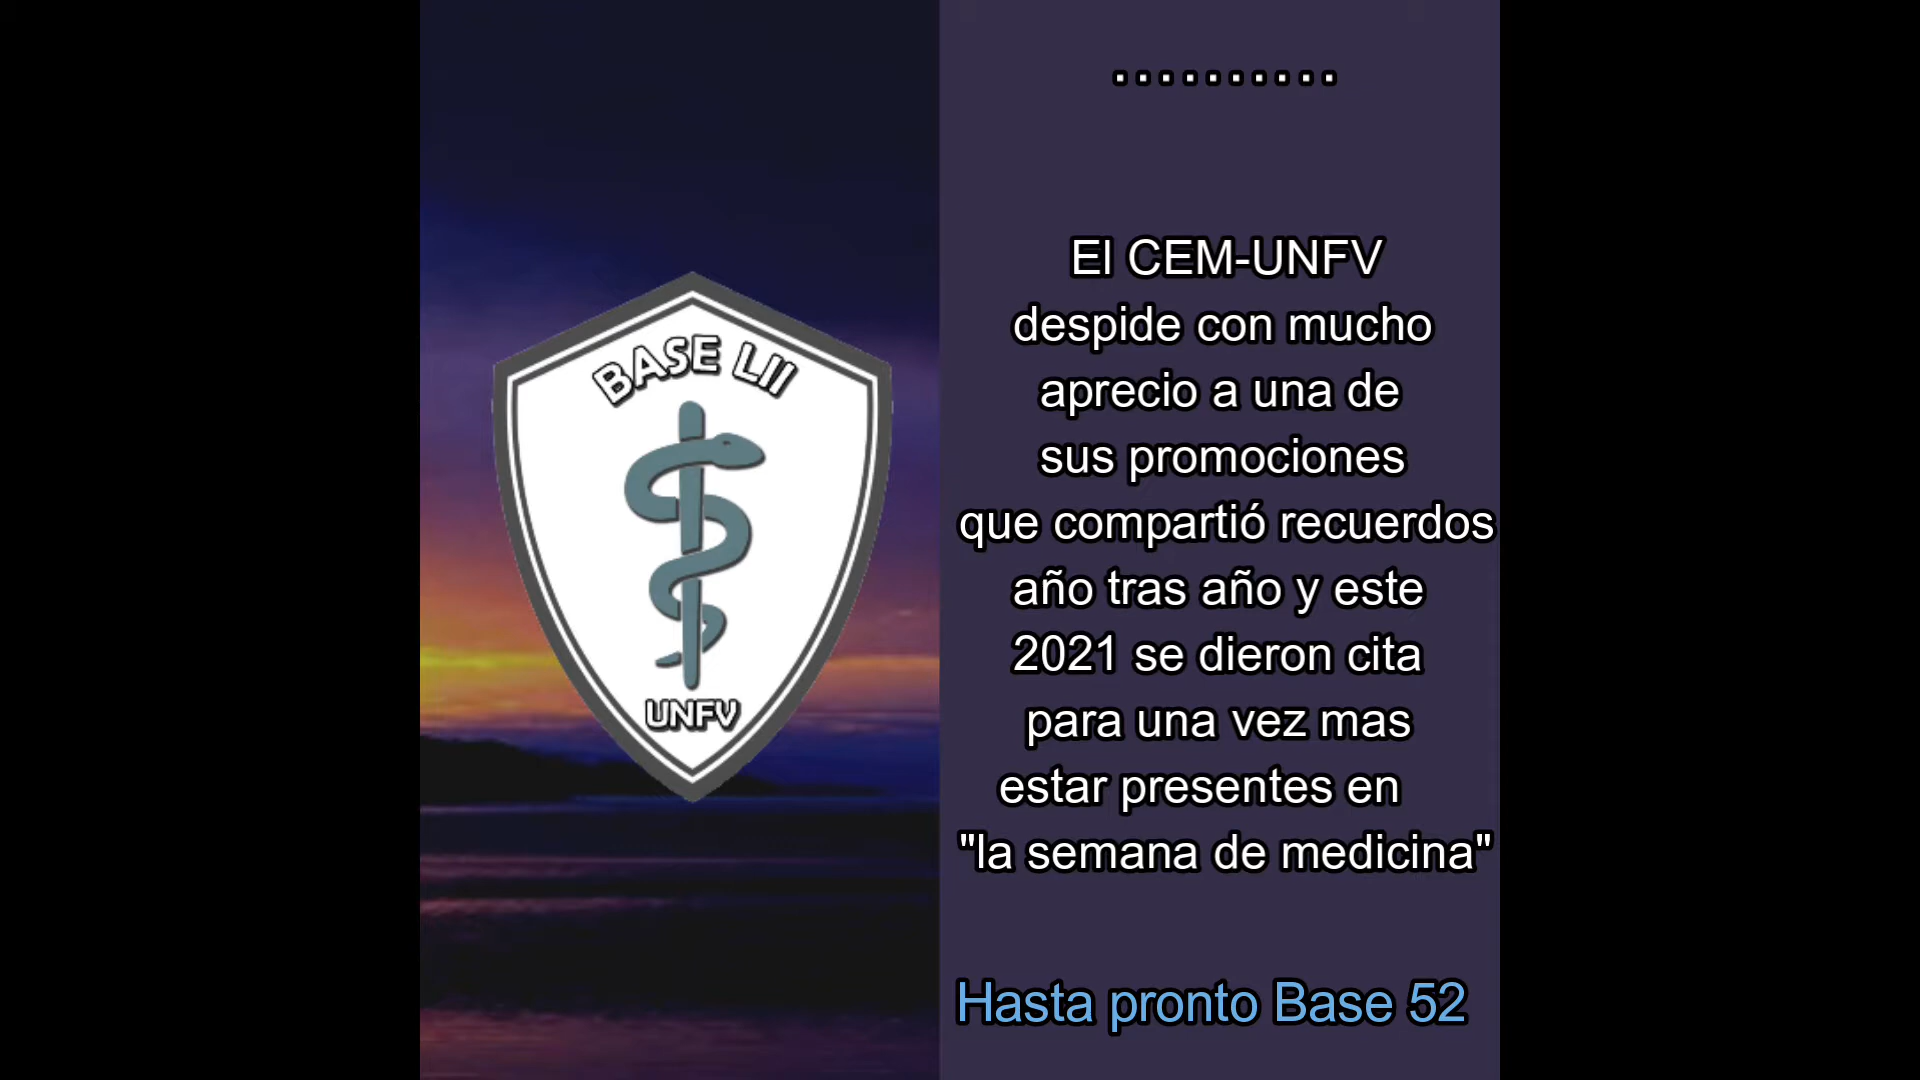 BASE LII
UNFV
..........
El CEM-UNFV
despide con mucho
aprecio a una de
sus promociones
que compartió recuerdos
año tras año y este
2021 se dieron cita
para una vez mas
estar presentes en
"la semana de medicina"
Hasta pronto Base 52